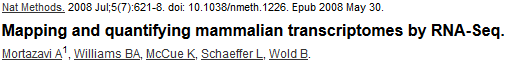 Nat Methods. 2008 Jul;5(7):621-8. doi: 10.1038/nmeth.1226. Epub 2008 May 30.
Mapping and quantifying mammalian transcriptomes by RNA-Seq.
Mortazavi A1, Williams BA, McCue K, Schaeffer L, Wold B.